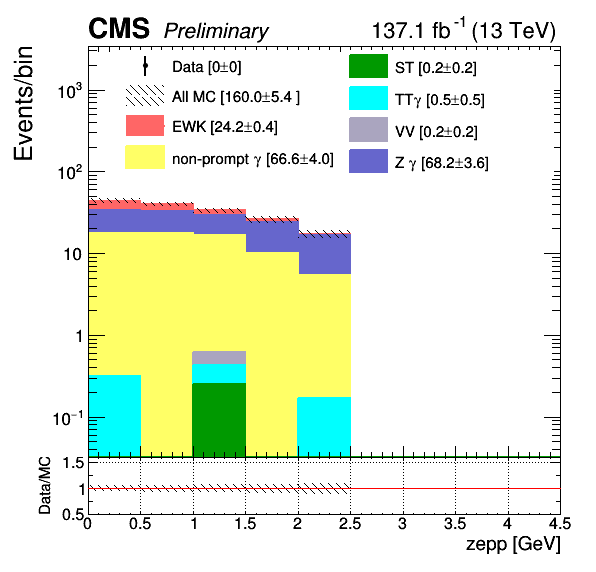 CMS Preliminary 137.1 fb⁻¹ (13 TeV)
Events/bin
Data [0±0]
All MC [160.0±5.4 ]
EWK [24.2±0.4]
non-prompt γ [66.6±4.0]
ST [0.2±0.2]
TTγ [0.5±0.5]
VV [0.2±0.2]
Z γ [68.2±3.6]
10³
10²
10
1
10⁻¹
Data/MC
1.5
1
0.5
0 0.5 1 1.5 2 2.5 3 3.5 4 4.5
zepp [GeV]